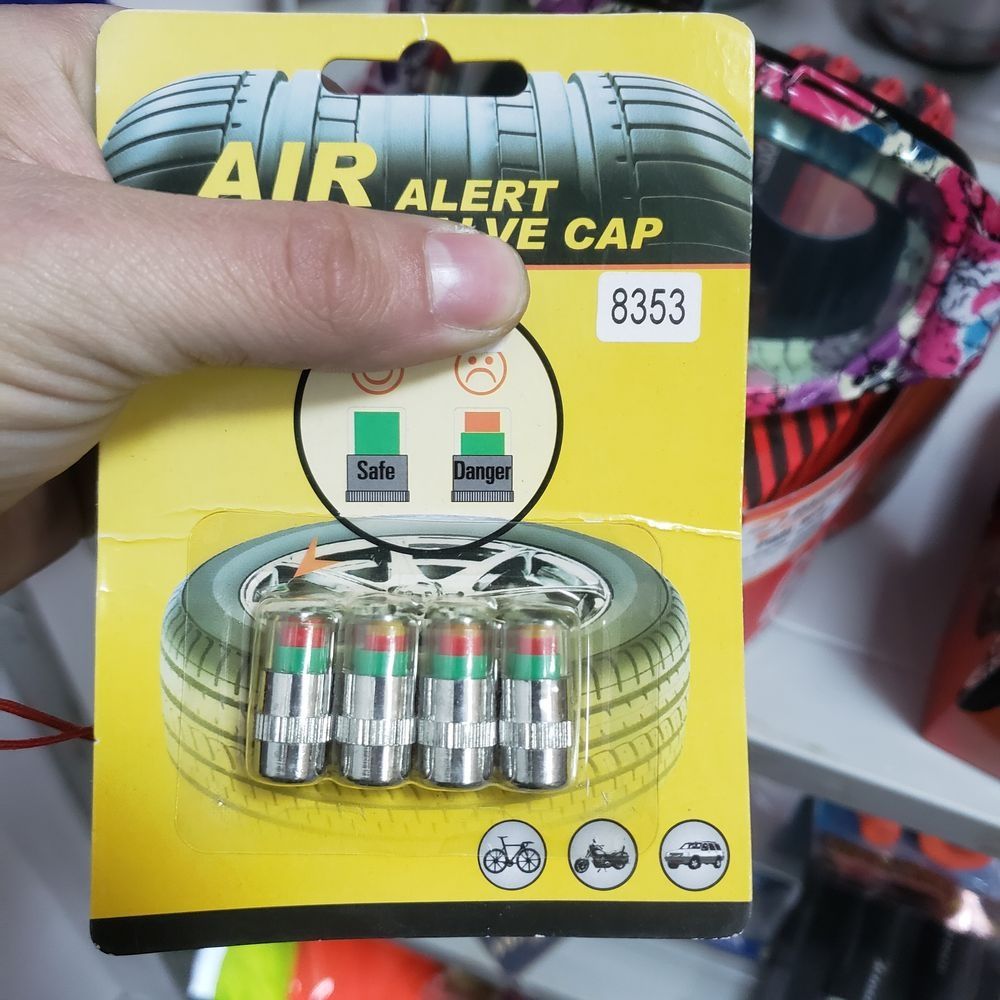 AIR ALERT
CAP
8353
Safe Danger